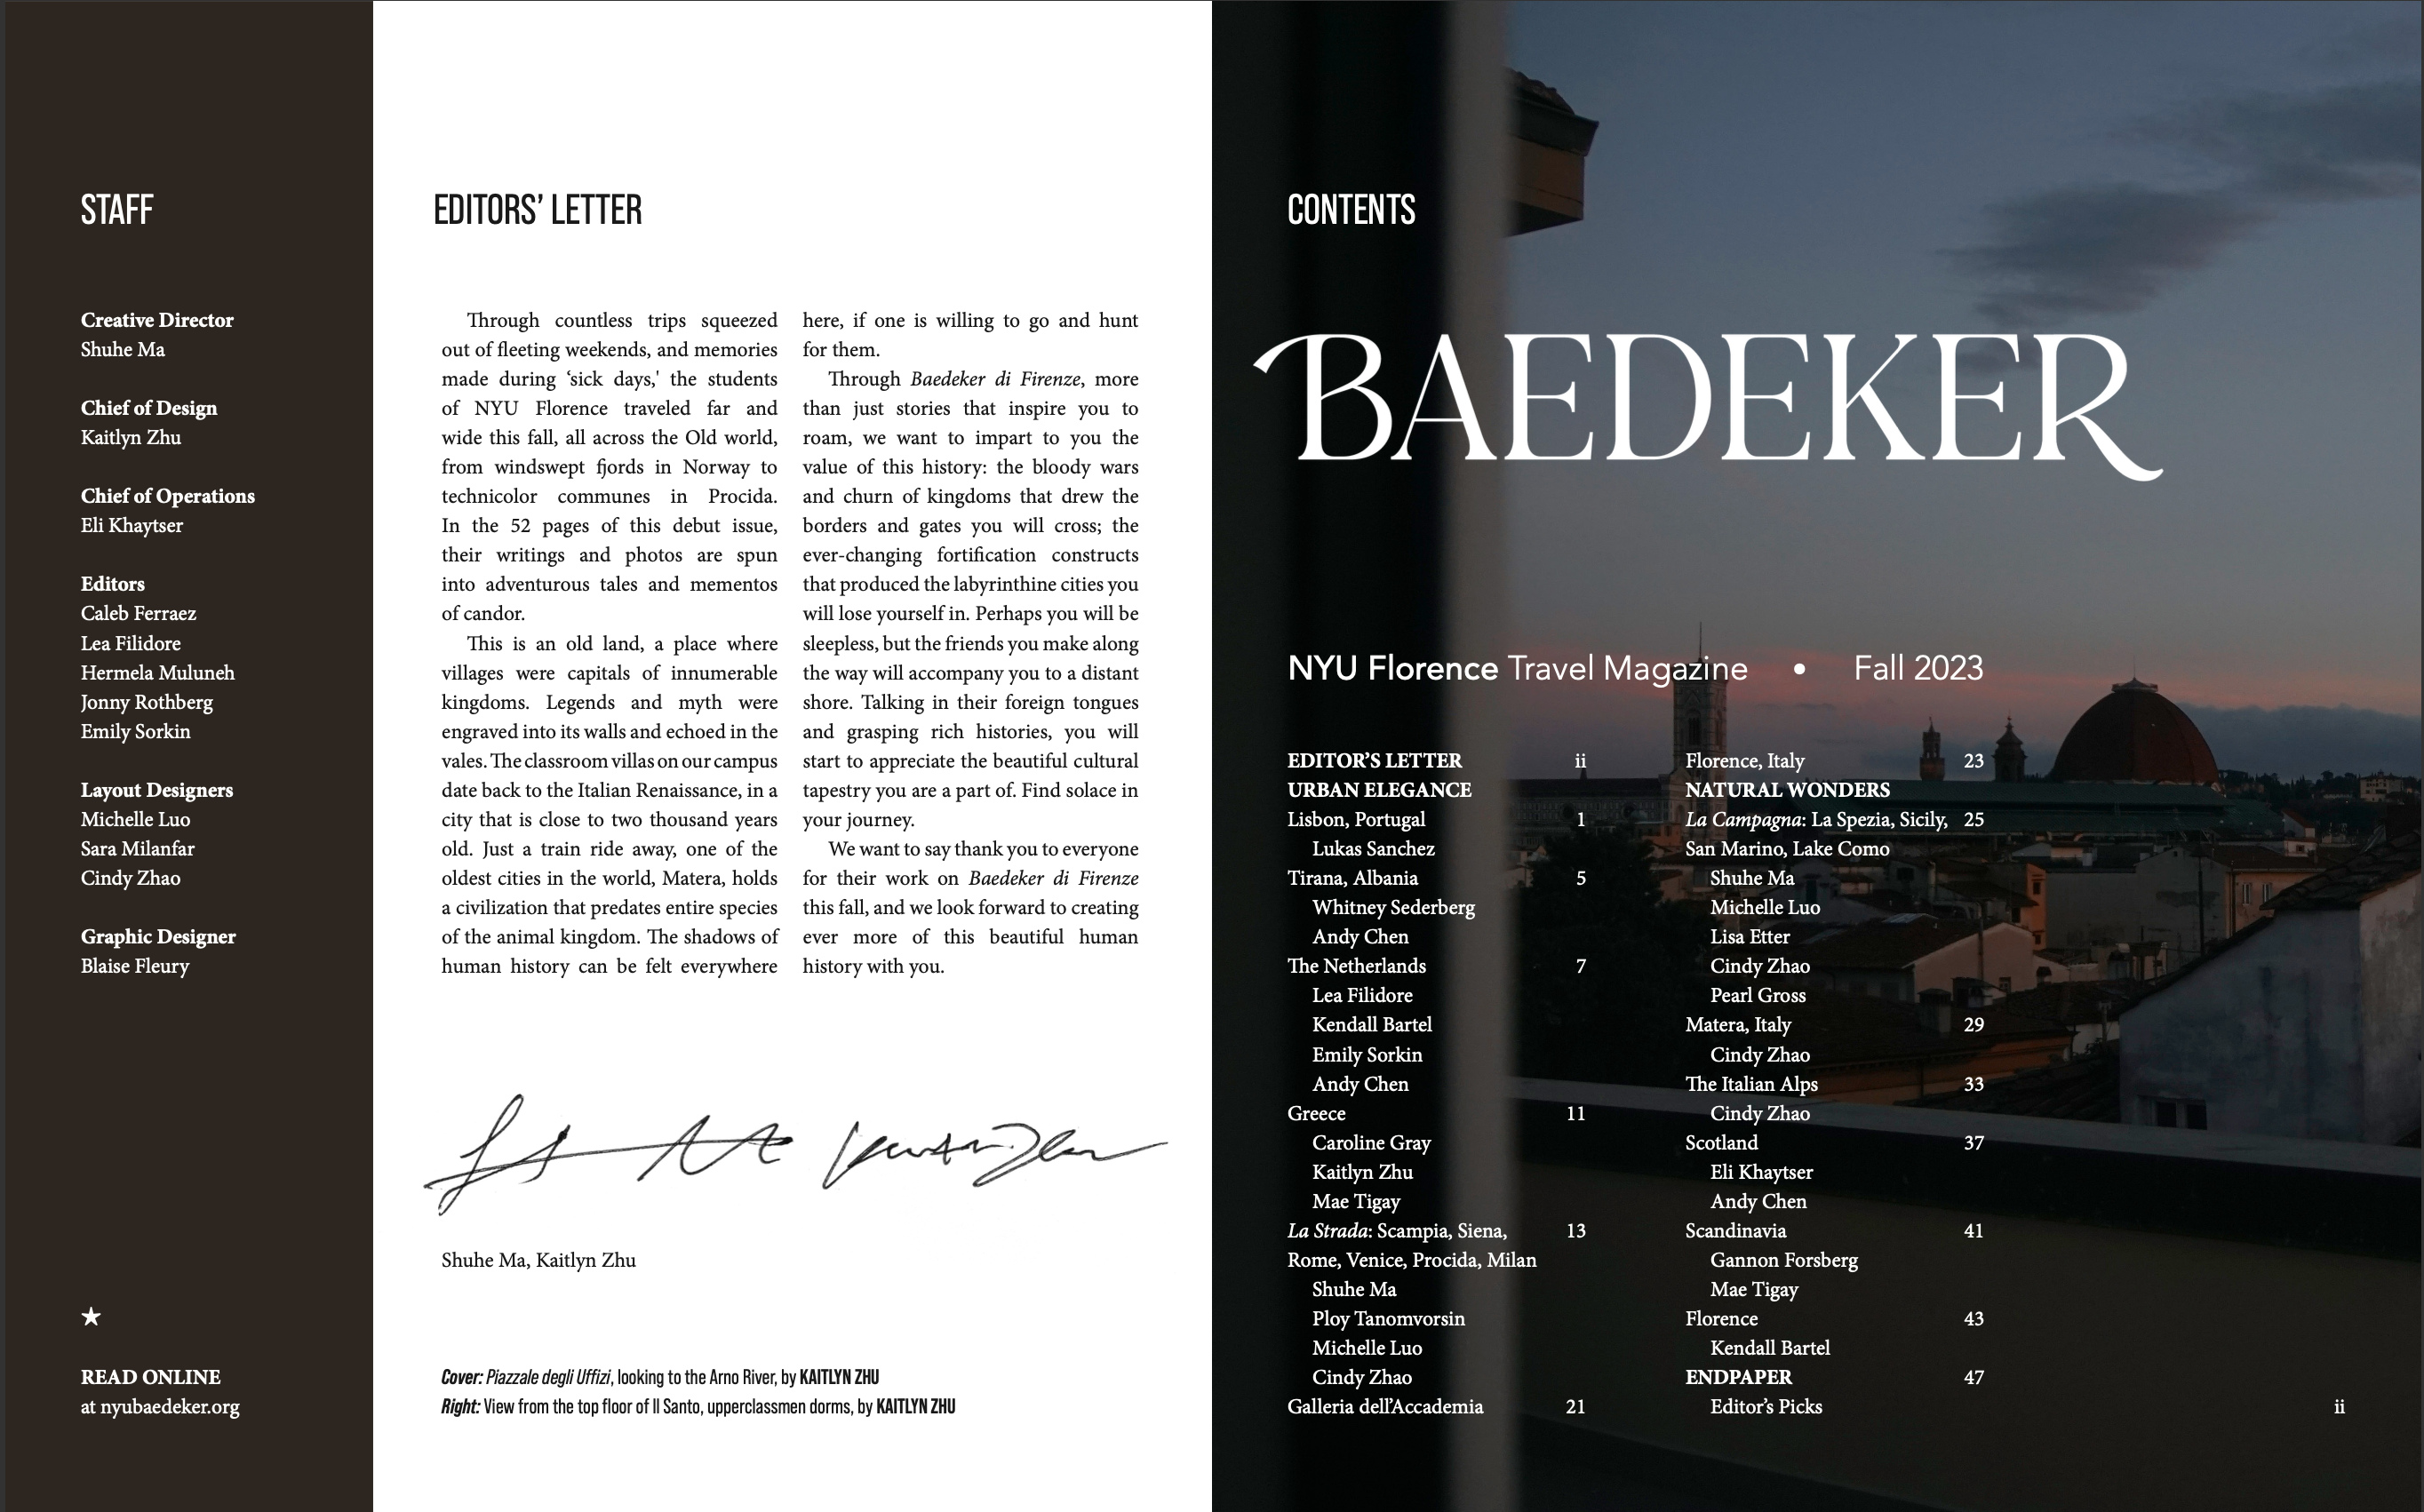 STAFF
Creative Director
Shuhe Ma
Chief of Design
Kaitlyn Zhu
Chief of Operations
Eli Khaytser
Editors
Caleb Ferraez
Lea Filidore
Hermela Muluneh
Jonny Rothberg
Emily Sorkin
Layout Designers
Michelle Luo
Sara Milanfar
Cindy Zhao
Graphic Designer
Blaise Fleury
★
READ ONLINE
at nyubaedeker.org
EDITORS’ LETTER
Through countless trips squeezed
out of fleeting weekends, and memories
made during ‘sick days,' the students
of NYU Florence traveled far and
wide this fall, all across the Old world,
from windswept fjords in Norway to
technicolor communes in Procida.
In the 52 pages of this debut issue,
their writings and photos are spun
into adventurous tales and mementos
of candor.
This is an old land, a place where
villages were capitals of innumerable
kingdoms. Legends and myth were
engraved into its walls and echoed in the
vales. The classroom villas on our campus
date back to the Italian Renaissance, in a
city that is close to two thousand years
old. Just a train ride away, one of the
oldest cities in the world, Matera, holds
a civilization that predates entire species
of the animal kingdom. The shadows of
human history can be felt everywhere
here, if one is willing to go and hunt
for them.
Through Baedeker di Firenze, more
than just stories that inspire you to
roam, we want to impart to you the
value of this history: the bloody wars
and churn of kingdoms that drew the
borders and gates you will cross; the
ever-changing fortification constructs
that produced the labyrinthine cities you
will lose yourself in. Perhaps you will be
sleepless, but the friends you make along
the way will accompany you to a distant
shore. Talking in their foreign tongues
and grasping rich histories, you will
start to appreciate the beautiful cultural
tapestry you are a part of. Find solace in
your journey.
We want to say thank you to everyone
for their work on Baedeker di Firenze
this fall, and we look forward to creating
ever more of this beautiful human
history with you.
Shuhe Ma, Kaitlyn Zhu
Cover: Piazzale degli Uffizi, looking to the Arno River, by KAITLYN ZHU
Right: View from the top floor of Il Santo, upperclassmen dorms, by KAITLYN ZHU
CONTENTS
BAEDEKER
NYU Florence Travel Magazine • Fall 2023
EDITOR’S LETTER ii
URBAN ELEGANCE
Lisbon, Portugal 1
Lukas Sanchez
Tirana, Albania 5
Whitney Sederberg
Andy Chen
The Netherlands 7
Lea Filidore
Kendall Bartel
Emily Sorkin
Andy Chen
Greece 11
Caroline Gray
Kaitlyn Zhu
Mae Tigay
La Strada: Scampia, Siena, 13
Rome, Venice, Procida, Milan
Shuhe Ma
Ploy Tanomvorsin
Michelle Luo
Cindy Zhao
Galleria dell’Accademia 21
Florence, Italy 23
NATURAL WONDERS
La Campagna: La Spezia, Sicily, 25
San Marino, Lake Como
Shuhe Ma
Michelle Luo
Lisa Etter
Cindy Zhao
Pearl Gross
Matera, Italy 29
Cindy Zhao
The Italian Alps 33
Cindy Zhao
Scotland 37
Eli Khaytser
Andy Chen
Scandinavia 41
Gannon Forsberg
Mae Tigay
Florence 43
Kendall Bartel
ENDPAPER 47
Editor’s Picks
ii